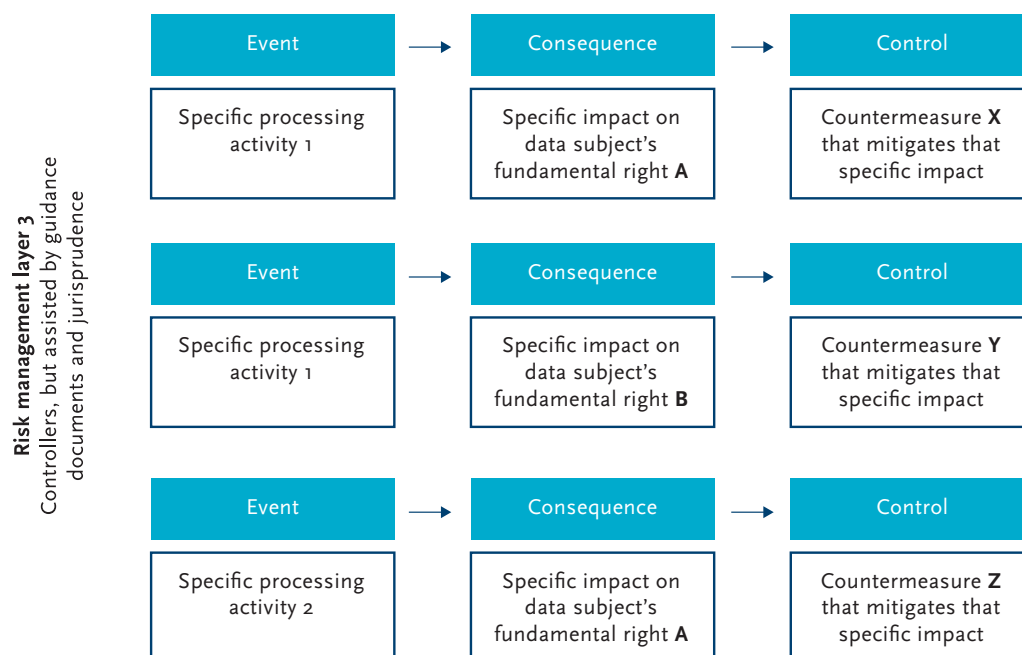 Risk management layer 3
Controllers, but assisted by guidance
documents and jurisprudence
Event
Consequence
Control
Specific processing
activity 1
Specific impact on
data subject's
fundamental right A
Countermeasure X
that mitigates that
specific impact
Event
Consequence
Control
Specific processing
activity 1
Specific impact on
data subject's
fundamental right B
Countermeasure Y
that mitigates that
specific impact
Event
Consequence
Control
Specific processing
activity 2
Specific impact on
data subject's
fundamental right A
Countermeasure Z
that mitigates that
specific impact